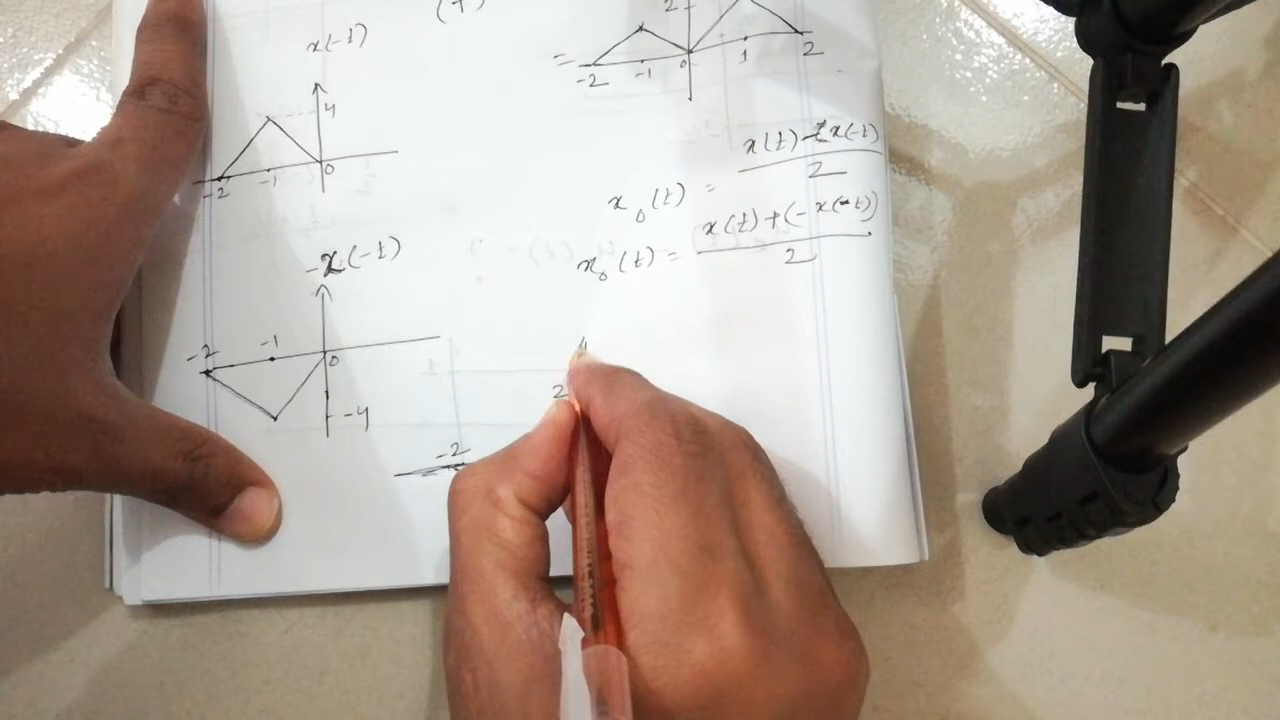 (t)
x(-t)
4
-2 -1 0
2
= -2 -1 0 1 2
x₀(t) = x(t) - x(-t) / 2
x₀(t) = x(t) + (-x(-t)) / 2
-x(-t)
-2 -1 0
-4
2
-2